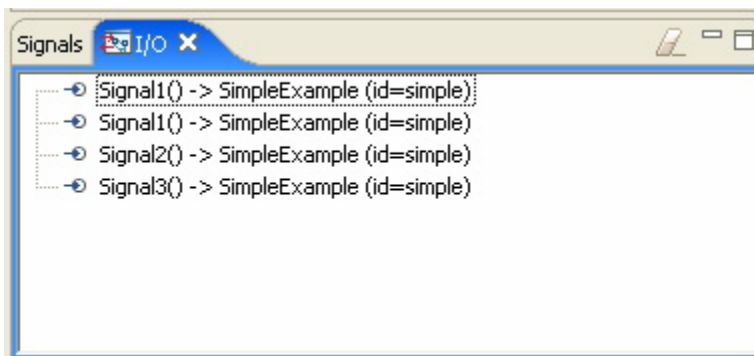 Signals I/O
Signal1() -> SimpleExample (id=simple)
Signal1() -> SimpleExample (id=simple)
Signal2() -> SimpleExample (id=simple)
Signal3() -> SimpleExample (id=simple)